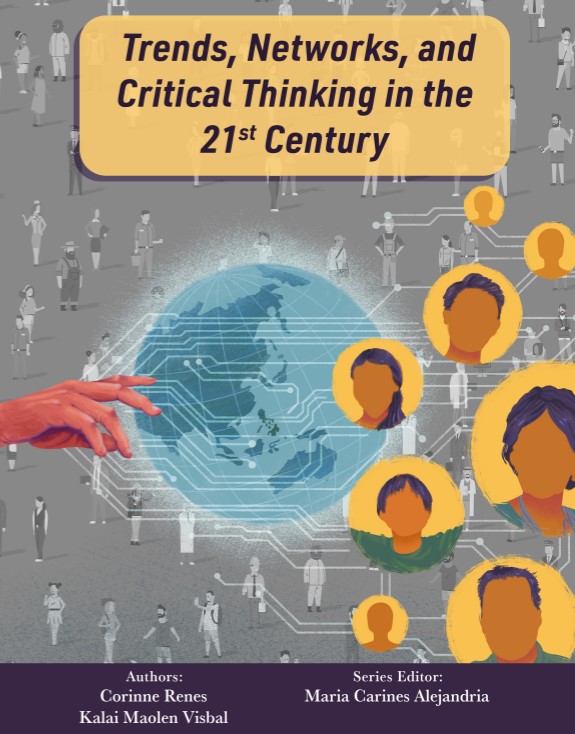 Trends, Networks, and
Critical Thinking in the
21st Century
Authors:
Corinne Renes
Kalai Maolen Visbal
Series Editor:
Maria Carines Alejandria